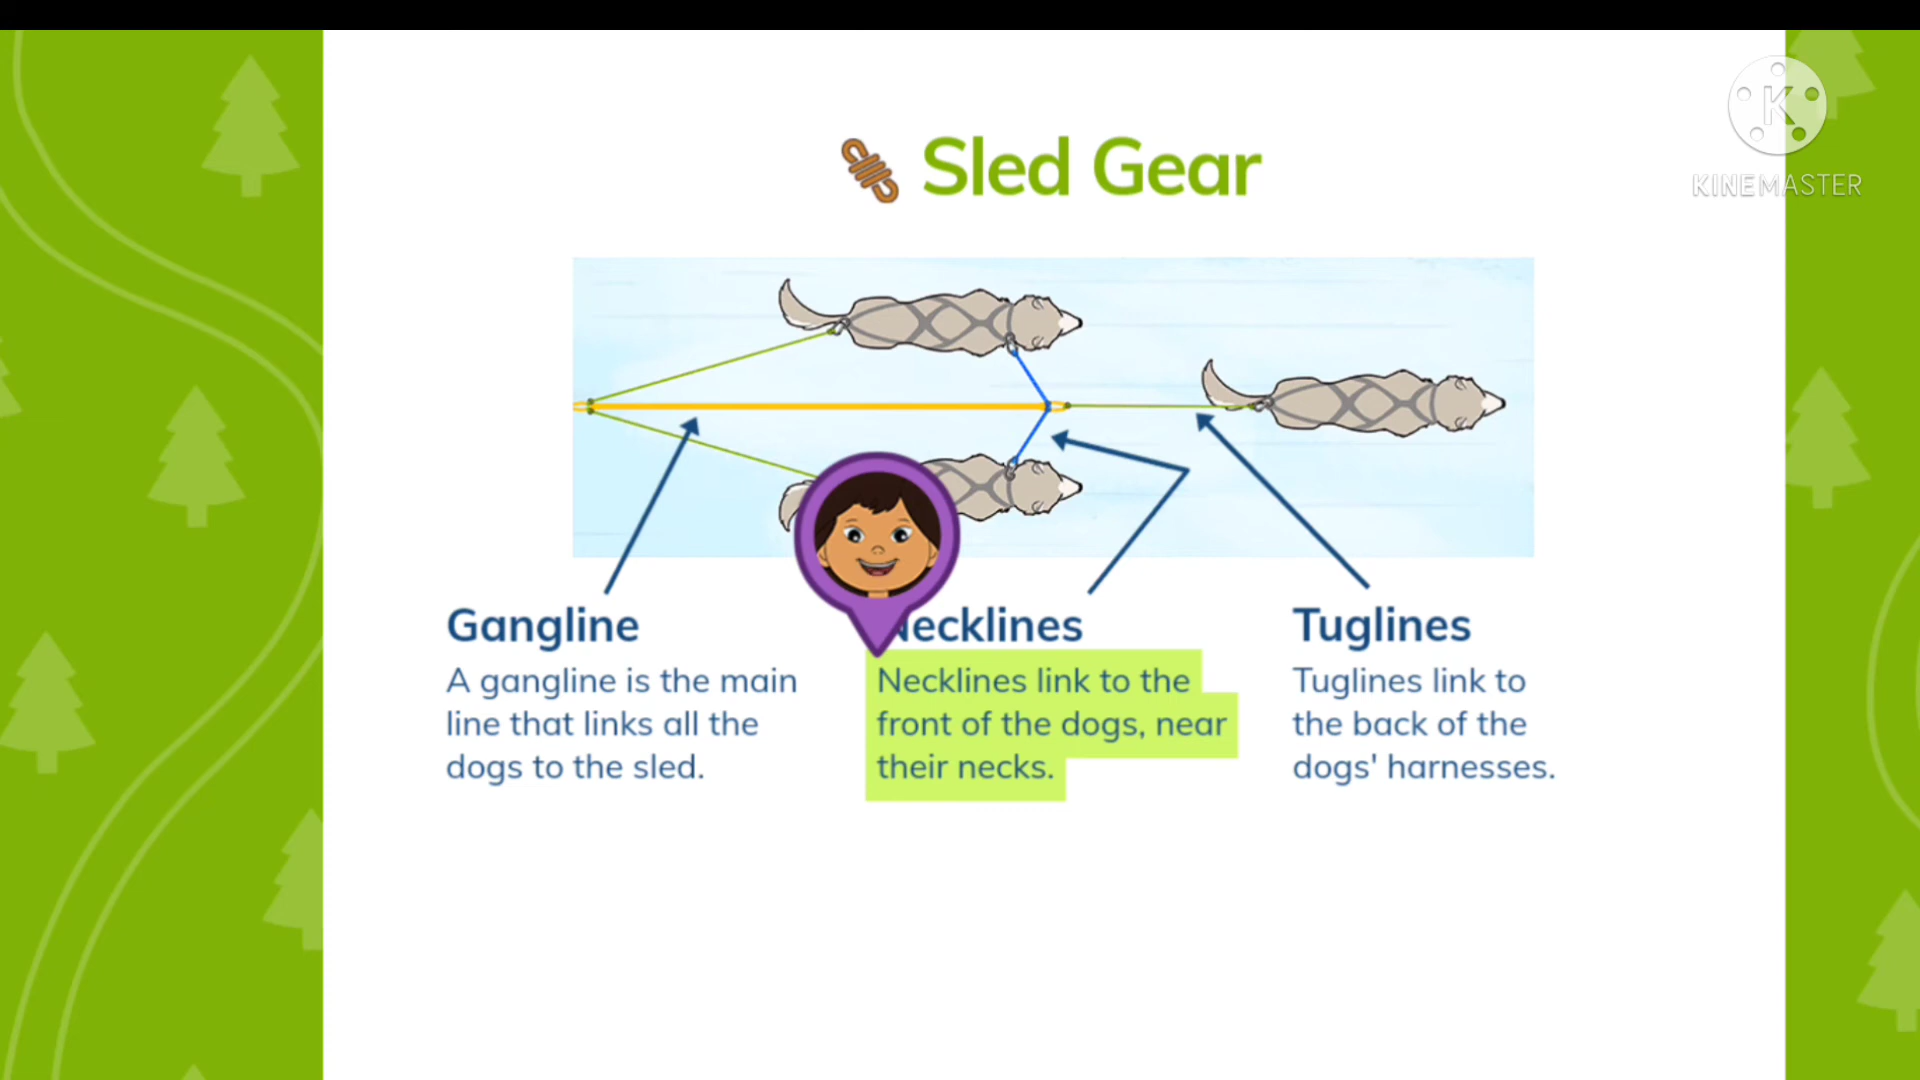 Sled Gear
K
KINEMASTER
Gangline
A gangline is the main
line that links all the
dogs to the sled.
Necklines
Necklines link to the
front of the dogs, near
their necks.
Tuglines
Tuglines link to
the back of the
dogs' harnesses.